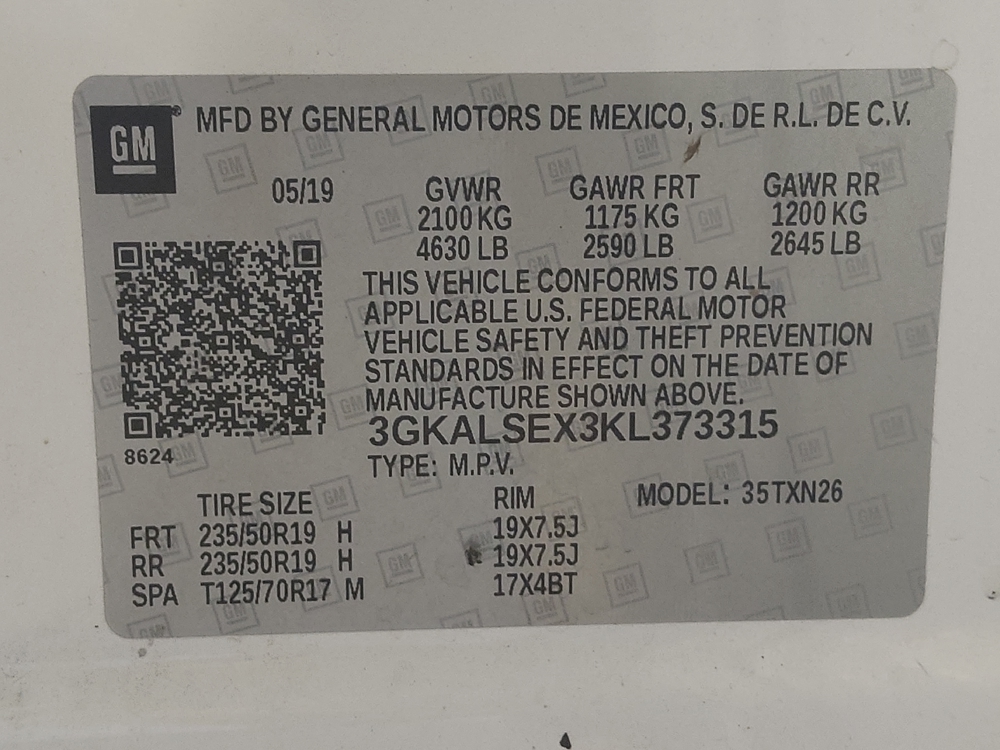 GM® MFD BY GENERAL MOTORS DE MEXICO, S. DE R.L. DE C.V.
05/19 GVWR GAWR FRT GAWR RR
2100 KG 1175 KG 1200 KG
4630 LB 2590 LB 2645 LB
THIS VEHICLE CONFORMS TO ALL
APPLICABLE U.S. FEDERAL MOTOR
VEHICLE SAFETY AND THEFT PREVENTION
STANDARDS IN EFFECT ON THE DATE OF
MANUFACTURE SHOWN ABOVE.
3GKALSEX3KL373315
8624 TYPE: M.P.V.
TIRE SIZE RIM MODEL: 35TXN26
FRT 235/50R19 H 19X7.5J
RR 235/50R19 H 19X7.5J
SPA T125/70R17 M 17X4BT